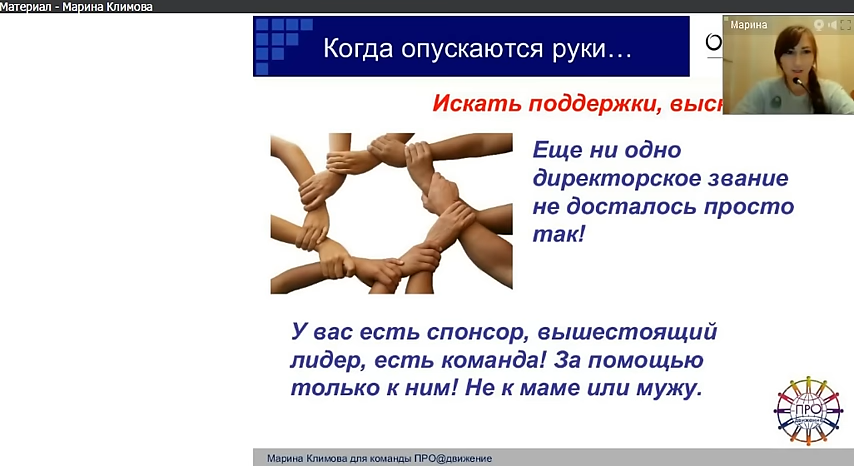 Материал - Марина Климова
Когда опускаются руки…
Марина
Искать поддержки,
Еще ни одно
директорское звание
не досталось просто
так!
У вас есть спонсор, вышестоящий
лидер, есть команда! За помощью
только к ним! Не к маме или мужу.
ПРО
движение
Марина Климова для команды ПРО@движение